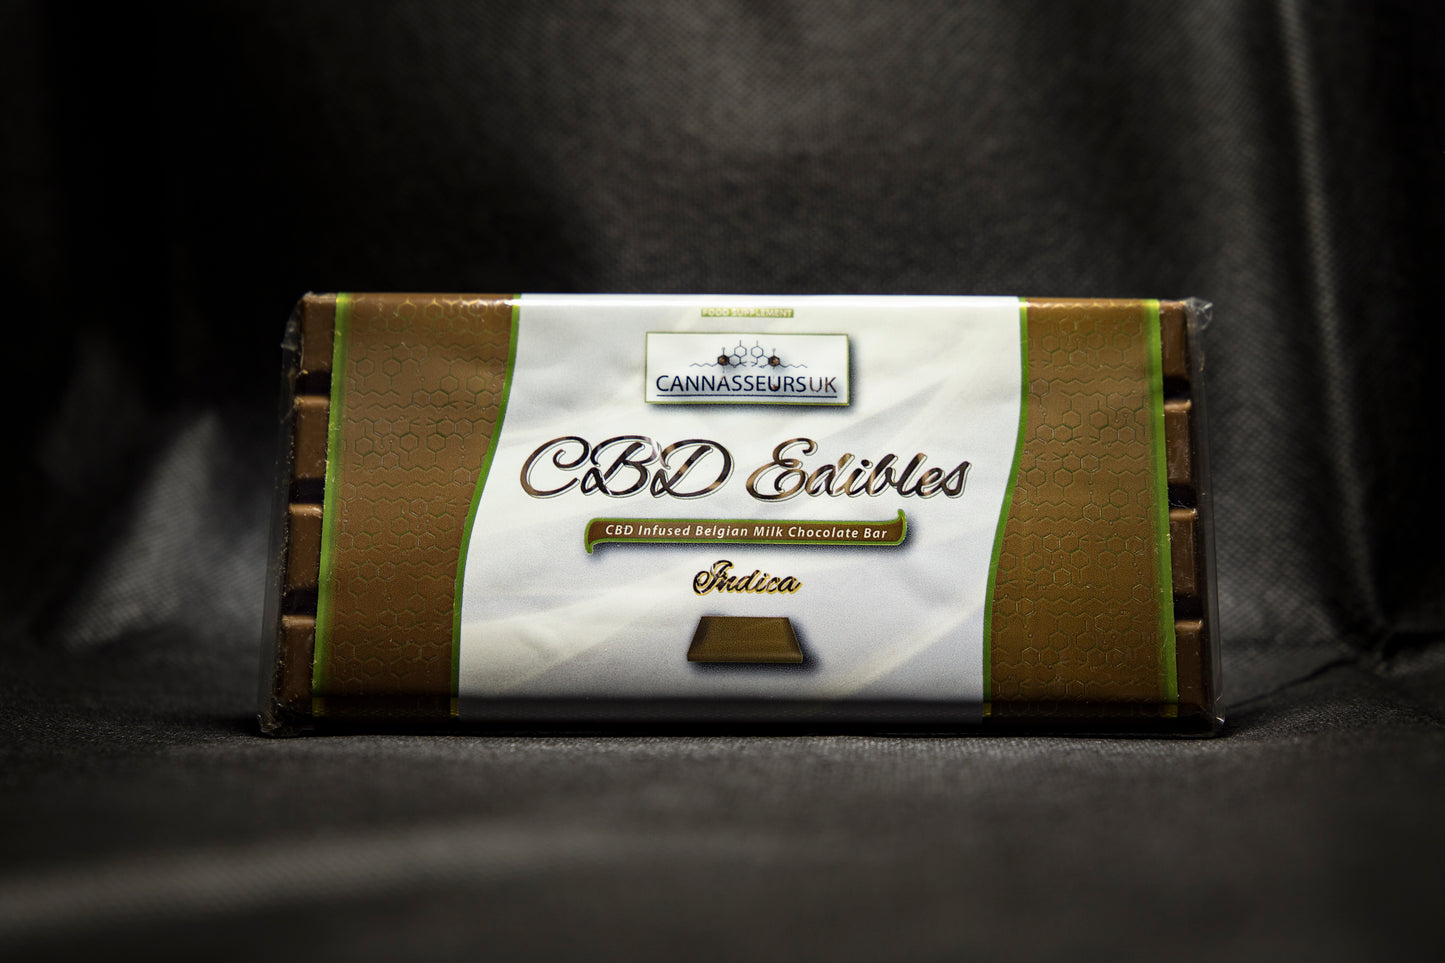 FOOD SUPPLEMENT
CANNASSEURSUK
CBD Edibles
CBD Infused Belgian Milk Chocolate Bar
Indica